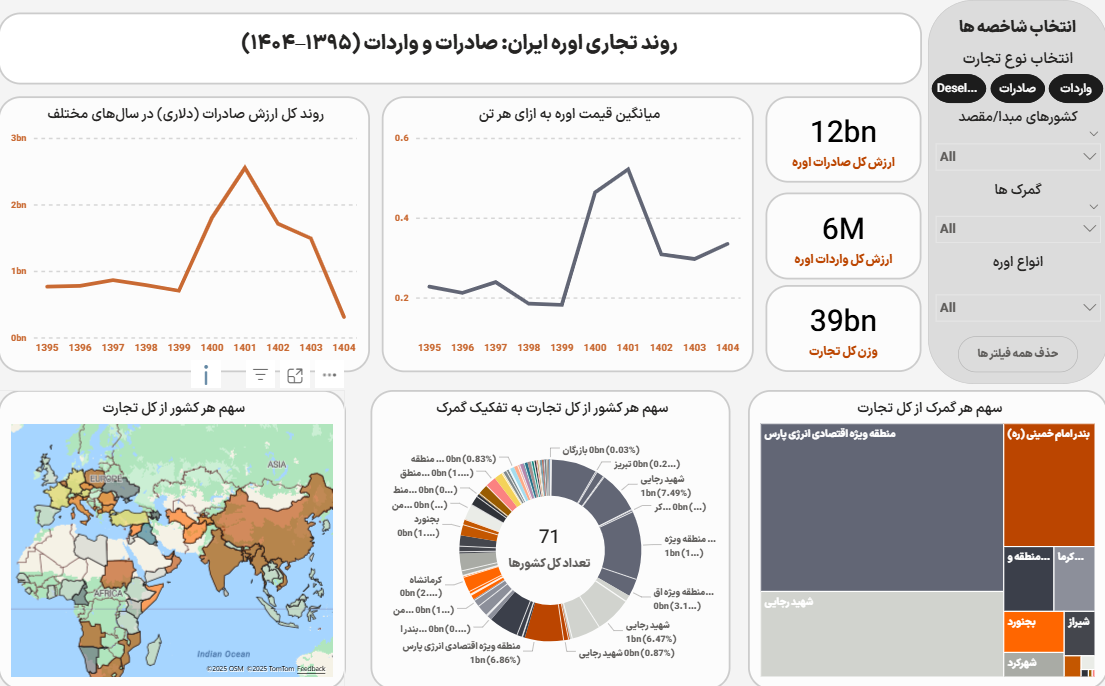 روند تجاری اوره ایران: صادرات و واردات (۱۳۹۵–۱۴۰۴)
انتخاب شاخصه ها
انتخاب نوع تجارت
واردات
صادرات
Desel...
کشورهای مبدا/مقصد
All
گمرک ها
All
انواع اوره
All
حذف همه فیلتر ها
12bn
ارزش کل صادرات اوره
6M
ارزش کل واردات اوره
39bn
وزن کل تجارت
میانگین قیمت اوره به ازای هر تن
0.6
0.4
0.2
1395 1396 1397 1398 1399 1400 1401 1402 1403 1404
روند کل ارزش صادرات (دلاری) در سال‌های مختلف
3bn
2bn
1bn
0bn
1395 1396 1397 1398 1399 1400 1401 1402 1403 1404
سهم هر گمرک از کل تجارت
منطقه ویژه اقتصادی انرژی پارس
بندر امام خمینی (ره)
شهید رجایی
منطقه و...
کرما...
بجنورد
شیراز
شهرکرد
سهم هر کشور از کل تجارت به تفکیک گمرک
بازرگان 0bn (0.03%)
تبریز 0bn (0.2...)
شهید رجایی
1bn (7.49%)
کر... 0bn (...)
منطقه ویژه ...
1bn (1...)
منطقه ویژه اق...
0bn (3.1...)
شهید رجایی
1bn (6.47%)
شهید رجایی 0bn (0.87%)
منطقه ویژه اقتصادی انرژی پارس
1bn (6.86%)
بندر ا... 0bn (0....)
من... 0bn (1...)
کرمانشاه
0bn (2....)
بجنورد
0bn (1....)
من... 0bn (...)
منط... 0bn (0...)
منطق... 0bn (1....)
منطقه ... 0bn (0.83%)
71
تعداد کل کشورها
سهم هر کشور از کل تجارت
ASIA
EUROPE
AFRICA
Indian Ocean
©2025 OSM ©2025 TomTom Feedback